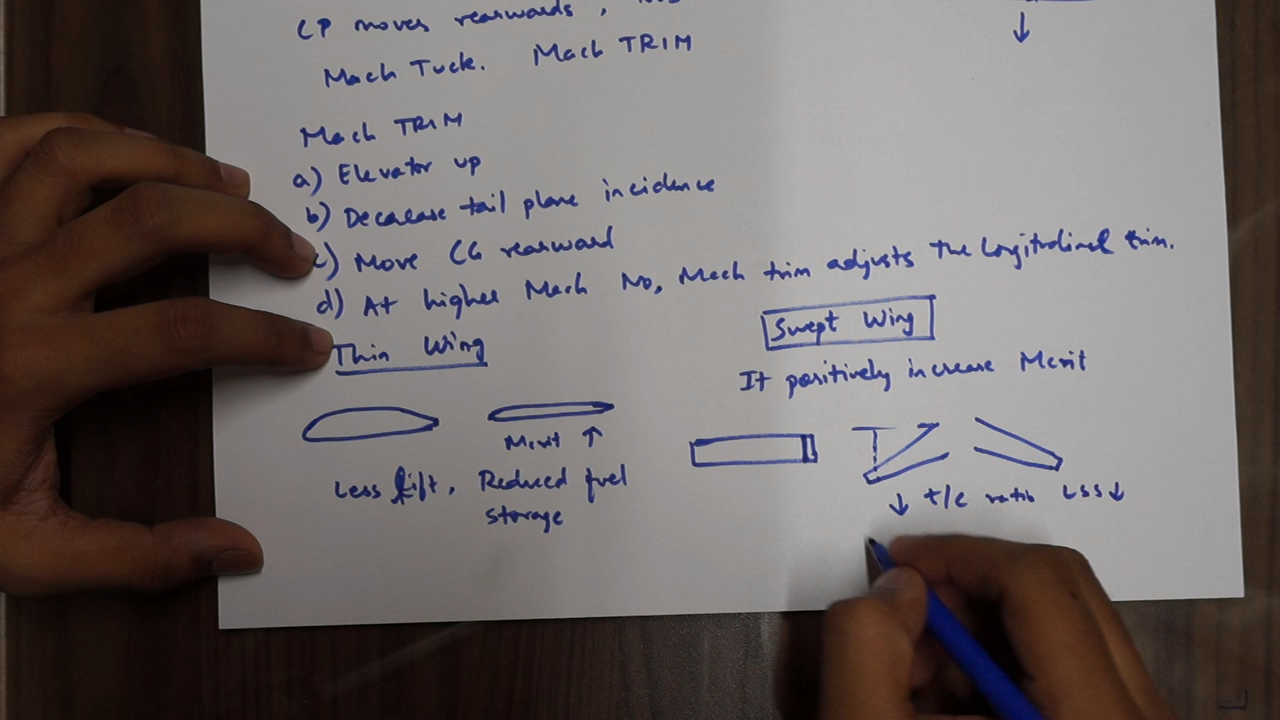 CP moves rearwards,
Mach Tuck. Mach TRIM
Mach TRIM
a) Elevator up
b) Decrease tail plane incidence
c) Move CG rearward
d) At higher Mach No, Mach trim adjusts The longitudinal trim.
Thin Wing
Mcrit ↑
Less lift, Reduced fuel
storage
Swept Wing
It positively increase Mcrit
↓ t/c ratio LSS ↓